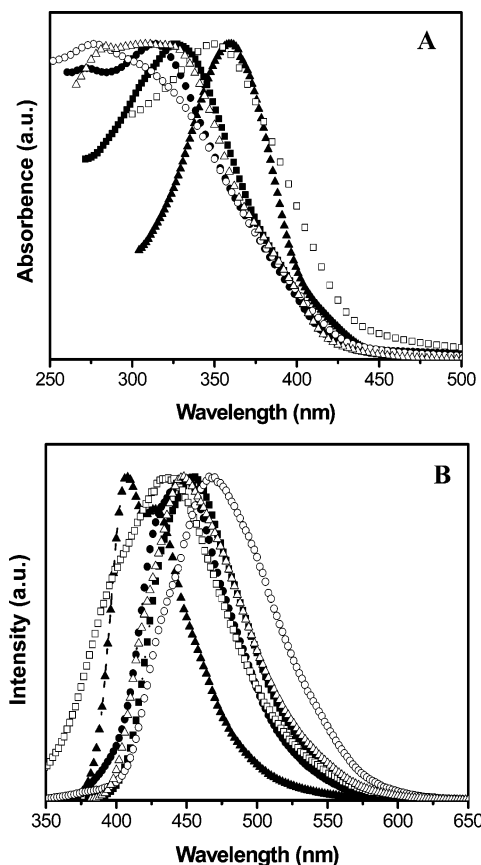 A
Absorbence (a.u.)
250 300 350 400 450 500
Wavelength (nm)
B
Intensity (a.u.)
350 400 450 500 550 600 650
Wavelength (nm)